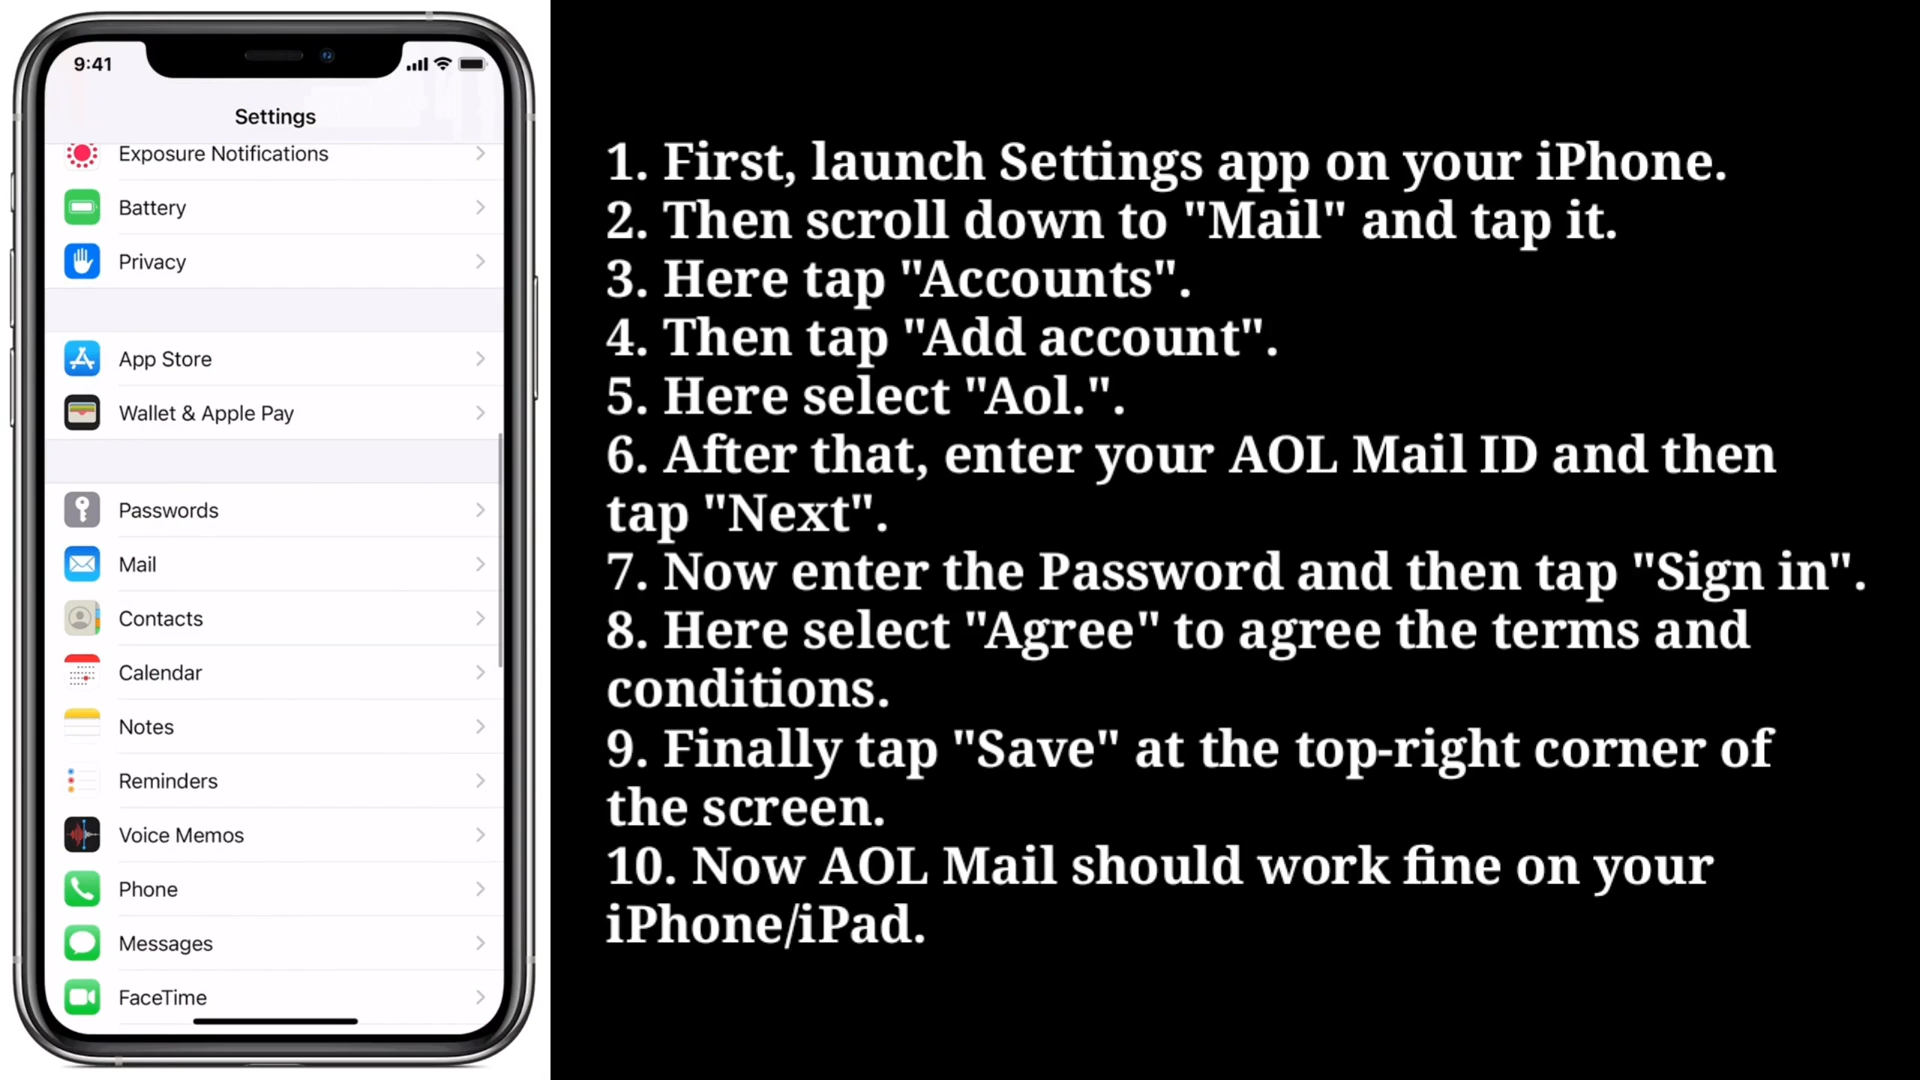 9:41
Settings
Exposure Notifications
Battery
Privacy
App Store
Wallet & Apple Pay
Passwords
Mail
Contacts
Calendar
Notes
Reminders
Voice Memos
Phone
Messages
FaceTime
1. First, launch Settings app on your iPhone.
2. Then scroll down to "Mail" and tap it.
3. Here tap "Accounts".
4. Then tap "Add account".
5. Here select "Aol.".
6. After that, enter your AOL Mail ID and then
tap "Next".
7. Now enter the Password and then tap "Sign in".
8. Here select "Agree" to agree the terms and
conditions.
9. Finally tap "Save" at the top-right corner of
the screen.
10. Now AOL Mail should work fine on your
iPhone/iPad.